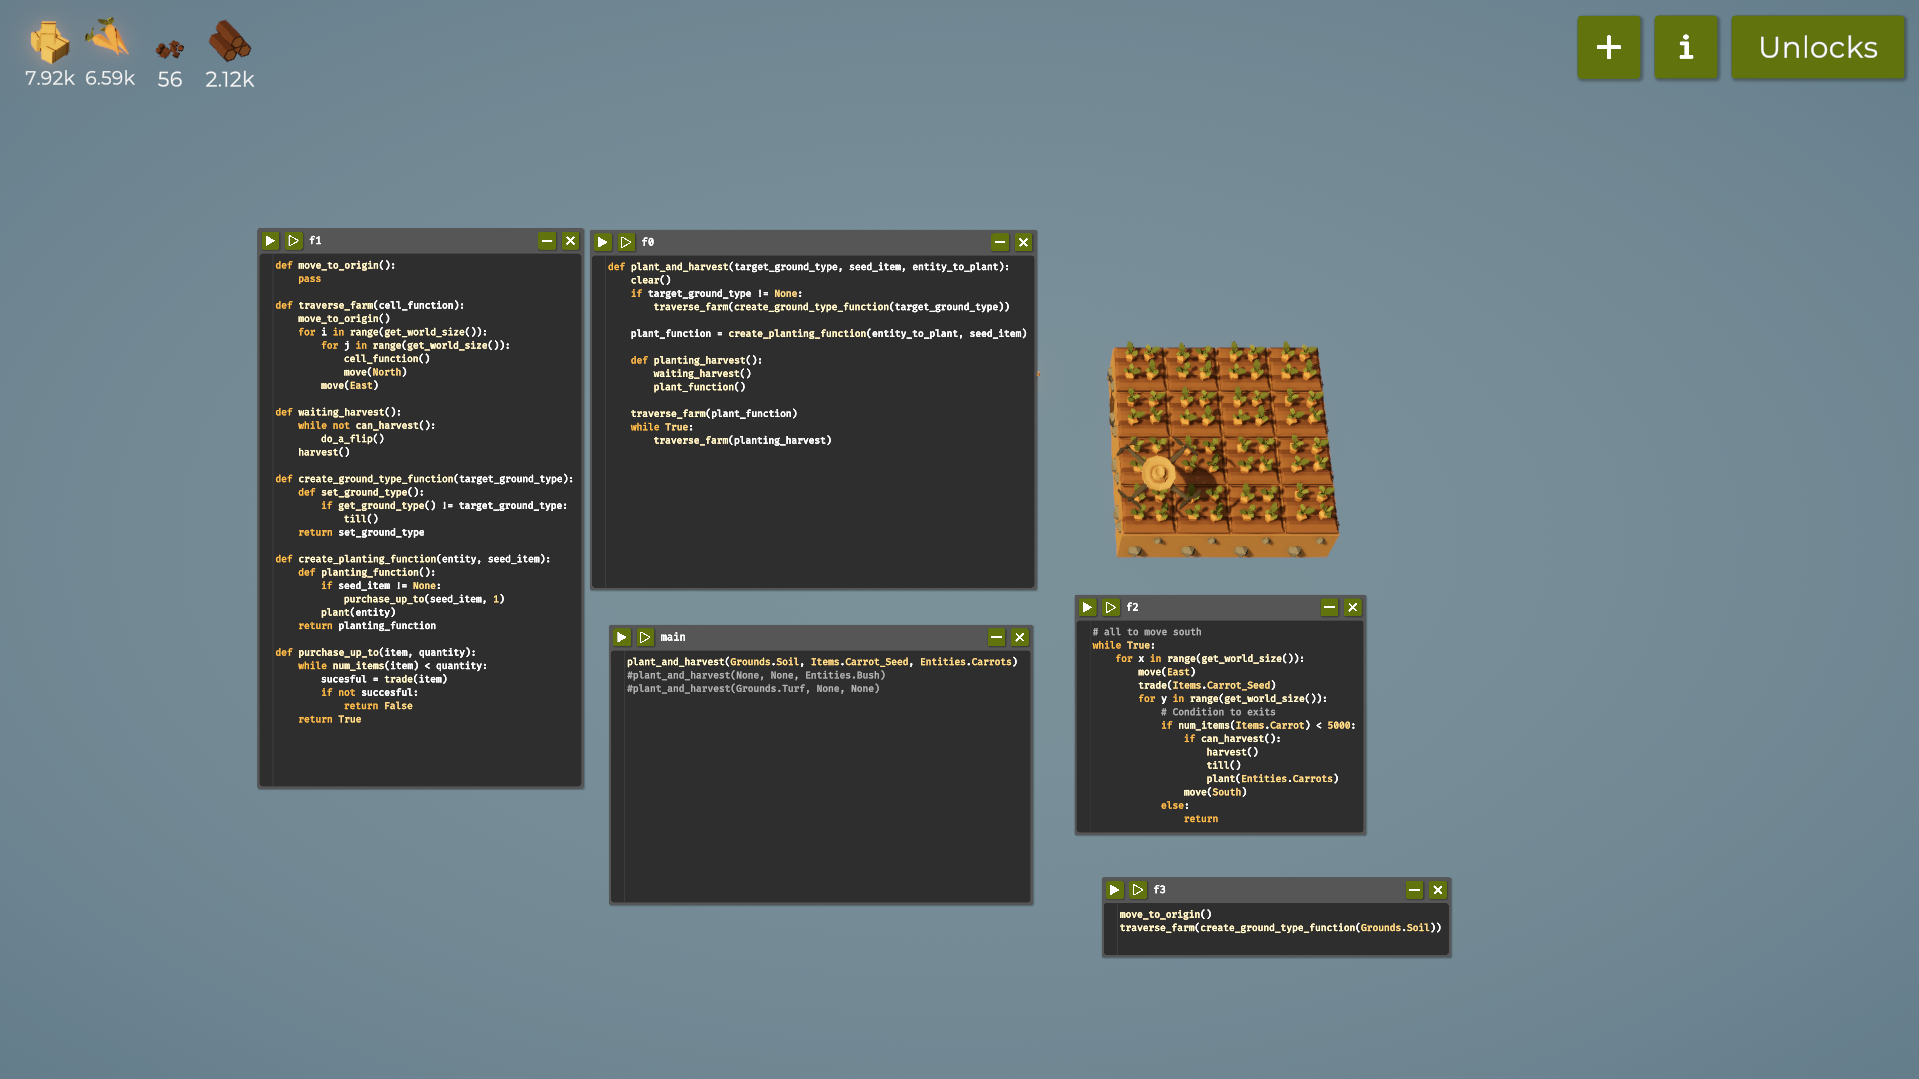 7.92k 6.59k 56 2.12k
+ i Unlocks
f1
def move_to_origin():
pass
def traverse_farm(cell_function):
move_to_origin()
for i in range(get_world_size()):
for j in range(get_world_size()):
cell_function()
move(North)
move(East)
def waiting_harvest():
while not can_harvest():
do_a_flip()
harvest()
def create_ground_type_function(target_ground_type):
def set_ground_type():
if get_ground_type() != target_ground_type:
till()
return set_ground_type
def create_planting_function(entity, seed_item):
def planting_function():
if seed_item != None:
purchase_up_to(seed_item, 1)
plant(entity)
return planting_function
def purchase_up_to(item, quantity):
while num_items(item) < quantity:
sucesful = trade(item)
if not succesful:
return False
return True
f0
def plant_and_harvest(target_ground_type, seed_item, entity_to_plant):
clear()
if target_ground_type != None:
traverse_farm(create_ground_type_function(target_ground_type))
plant_function = create_planting_function(entity_to_plant, seed_item)
def planting_harvest():
waiting_harvest()
plant_function()
traverse_farm(plant_function)
while True:
traverse_farm(planting_harvest)
main
plant_and_harvest(Grounds.Soil, Items.Carrot_Seed, Entities.Carrots)
#plant_and_harvest(None, None, Entities.Bush)
#plant_and_harvest(Grounds.Turf, None, None)
f2
# all to move south
while True:
for x in range(get_world_size()):
move(East)
trade(Items.Carrot_Seed)
for y in range(get_world_size()):
# Condition to exits
if num_items(Items.Carrot) < 5000:
if can_harvest():
harvest()
till()
plant(Entities.Carrots)
move(South)
else:
return
f3
move_to_origin()
traverse_farm(create_ground_type_function(Grounds.Soil))